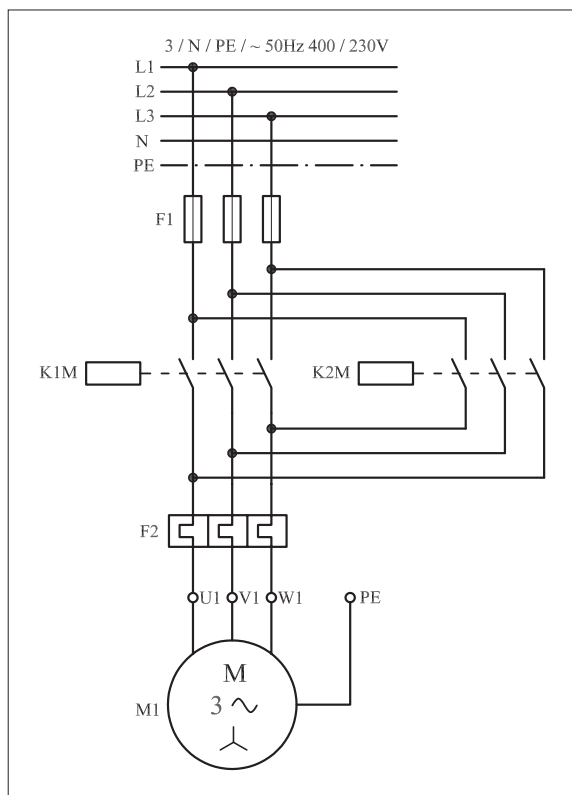 3 / N / PE / ~ 50Hz 400 / 230V
L1
L2
L3
N
PE
F1
K1M
K2M
F2
U1
V1
W1
PE
M
3
M1